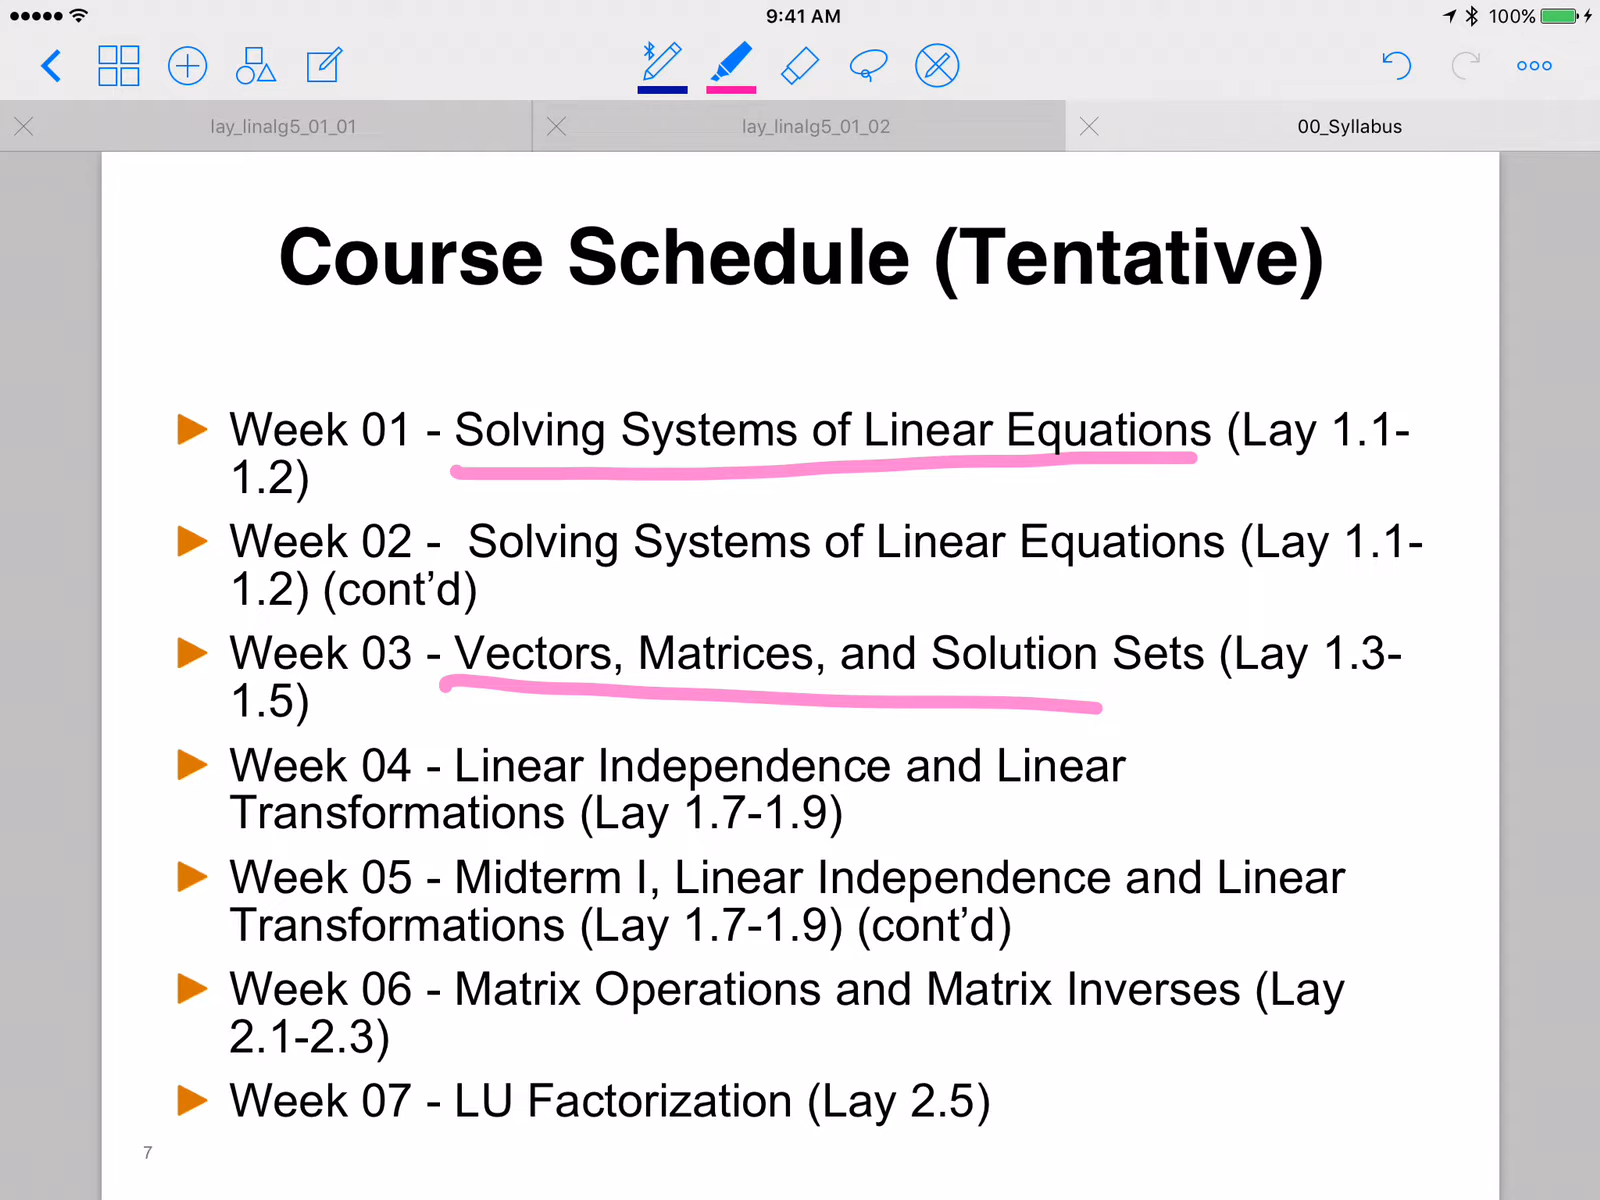 9:41 AM
100%
lay_linalg5_01_01
lay_linalg5_01_02
00_Syllabus
Course Schedule (Tentative)
Week 01 - Solving Systems of Linear Equations (Lay 1.1-
1.2)
Week 02 -  Solving Systems of Linear Equations (Lay 1.1-
1.2) (cont’d)
Week 03 - Vectors, Matrices, and Solution Sets (Lay 1.3-
1.5)
Week 04 - Linear Independence and Linear
Transformations (Lay 1.7-1.9)
Week 05 - Midterm I, Linear Independence and Linear
Transformations (Lay 1.7-1.9) (cont’d)
Week 06 - Matrix Operations and Matrix Inverses (Lay
2.1-2.3)
Week 07 - LU Factorization (Lay 2.5)
7